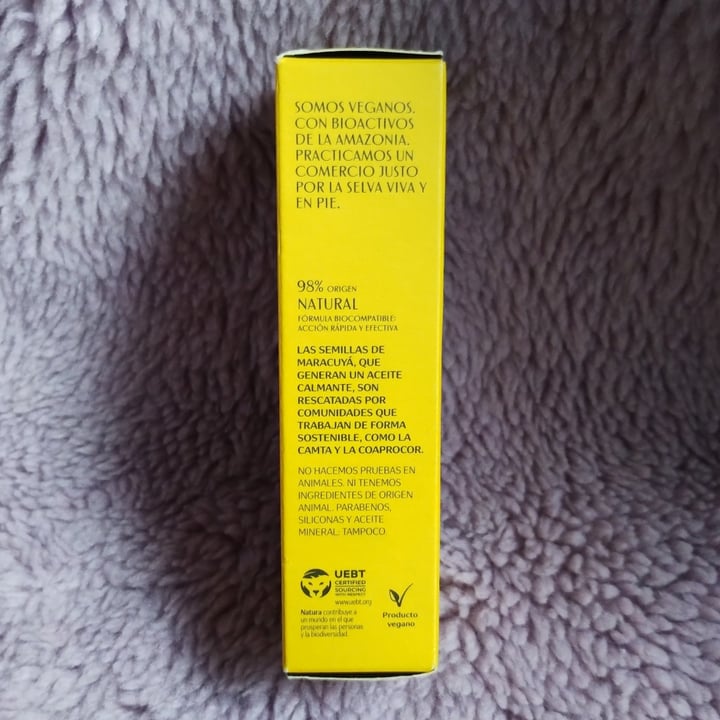 SOMOS VEGANOS.
CON BIOACTIVOS
DE LA AMAZONIA.
PRACTICAMOS UN
COMERCIO JUSTO
POR LA SELVA VIVA Y
EN PIE.
98% ORIGEN
NATURAL
FÓRMULA BIOCOMPATIBLE:
ACCIÓN RÁPIDA Y EFECTIVA
LAS SEMILLAS DE
MARACUYÁ, QUE
GENERAN UN ACEITE
CALMANTE, SON
RESCATADAS POR
COMUNIDADES QUE
TRABAJAN DE FORMA
SOSTENIBLE, COMO LA
CAMTA Y LA COAPROCOR.
NO HACEMOS PRUEBAS EN
ANIMALES. NI TENEMOS
INGREDIENTES DE ORIGEN
ANIMAL. PARABENOS,
SILICONAS Y ACEITE
MINERAL: TAMPOCO.
UEBT
CERTIFIED
SOURCING
WITH RESPECT
www.uebt.org
Natura contribuye a
un mundo en el que
prosperan las personas
y la biodiversidad.
Producto
vegano